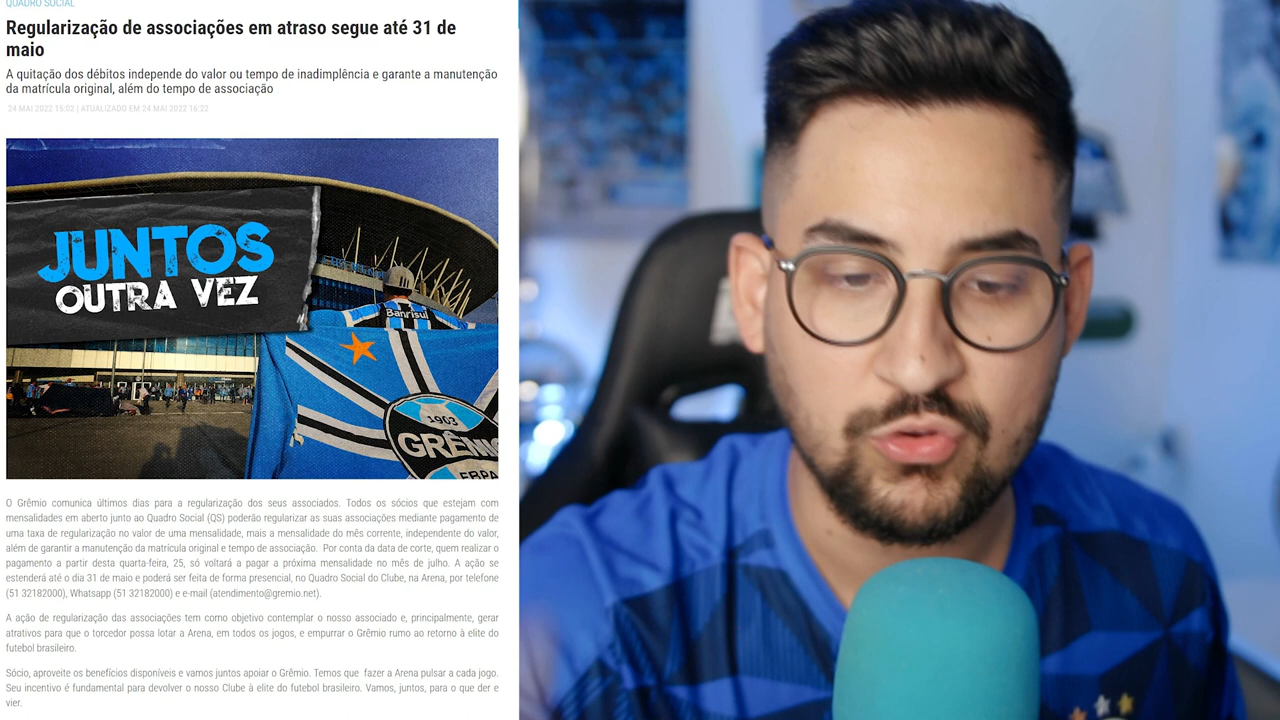 QUADRO SOCIAL
Regularização de associações em atraso segue até 31 de
maio
A quitação dos débitos independe do valor ou tempo de inadimplência e garante a manutenção
da matrícula original, além do tempo de associação
24 MAI 2022 15:02 | ATUALIZADO EM 24 MAI 2022 16:22
JUNTOS
OUTRA VEZ
Banrisul
1903
GRÊMIO
FBPA
O Grêmio comunica últimos dias para a regularização dos seus associados. Todos os sócios que estejam com
mensalidades em aberto junto ao Quadro Social (QS) poderão regularizar as suas associações mediante pagamento de
uma taxa de regularização no valor de uma mensalidade, mais a mensalidade do mês corrente, independente do valor,
além de garantir a manutenção da matrícula original e tempo de associação. Por conta da data de corte, quem realizar o
pagamento a partir desta quarta-feira, 25, só voltará a pagar a próxima mensalidade no mês de julho. A ação se
estenderá até o dia 31 de maio e poderá ser feita de forma presencial, no Quadro Social do Clube, na Arena, por telefone
(51 32182000), Whatsapp (51 32182000) e e-mail (atendimento@gremio.net).
A ação de regularização das associações tem como objetivo contemplar o nosso associado e, principalmente, gerar
atrativos para que o torcedor possa lotar a Arena, em todos os jogos, e empurrar o Grêmio rumo ao retorno à elite do
futebol brasileiro.
Sócio, aproveite os benefícios disponíveis e vamos juntos apoiar o Grêmio. Temos que fazer a Arena pulsar a cada jogo.
Seu incentivo é fundamental para devolver o nosso Clube à elite do futebol brasileiro. Vamos, juntos, para o que der e
vier.